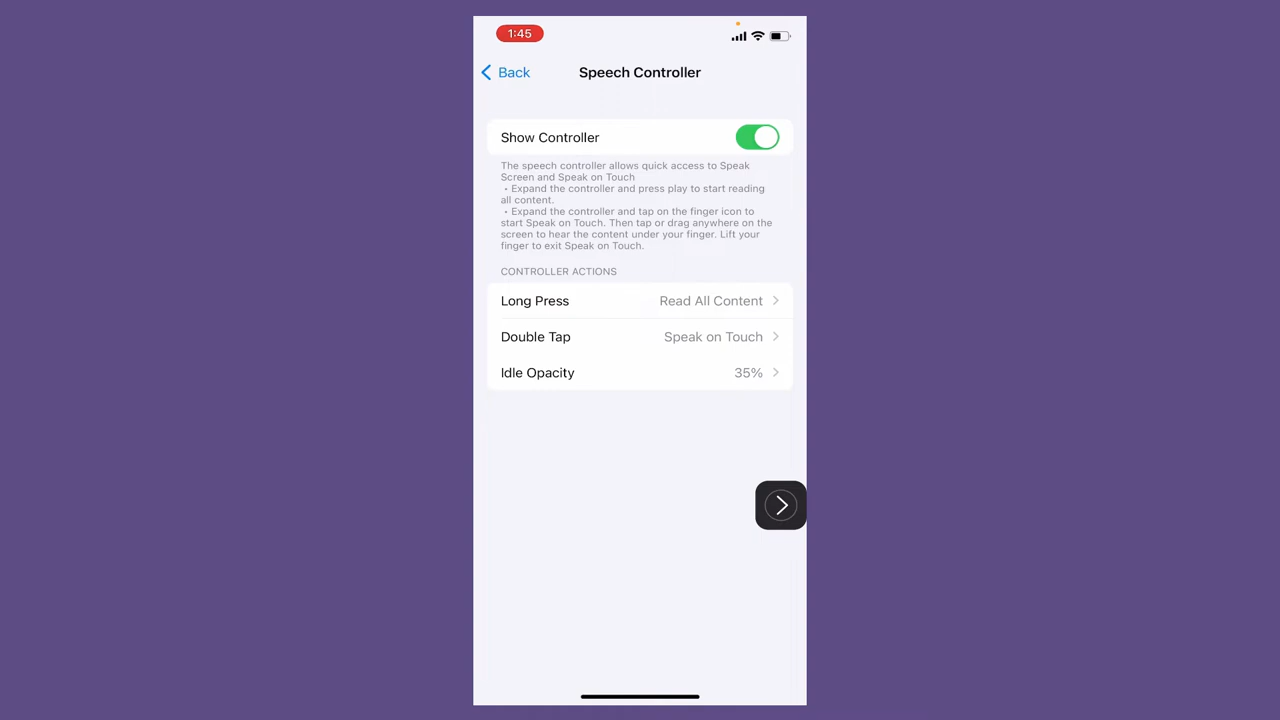 1:45
Back
Speech Controller
Show Controller
The speech controller allows quick access to Speak
Screen and Speak on Touch
• Expand the controller and press play to start reading
all content.
• Expand the controller and tap on the finger icon to
start Speak on Touch. Then tap or drag anywhere on the
screen to hear the content under your finger. Lift your
finger to exit Speak on Touch.
CONTROLLER ACTIONS
Long Press Read All Content
Double Tap Speak on Touch
Idle Opacity 35%